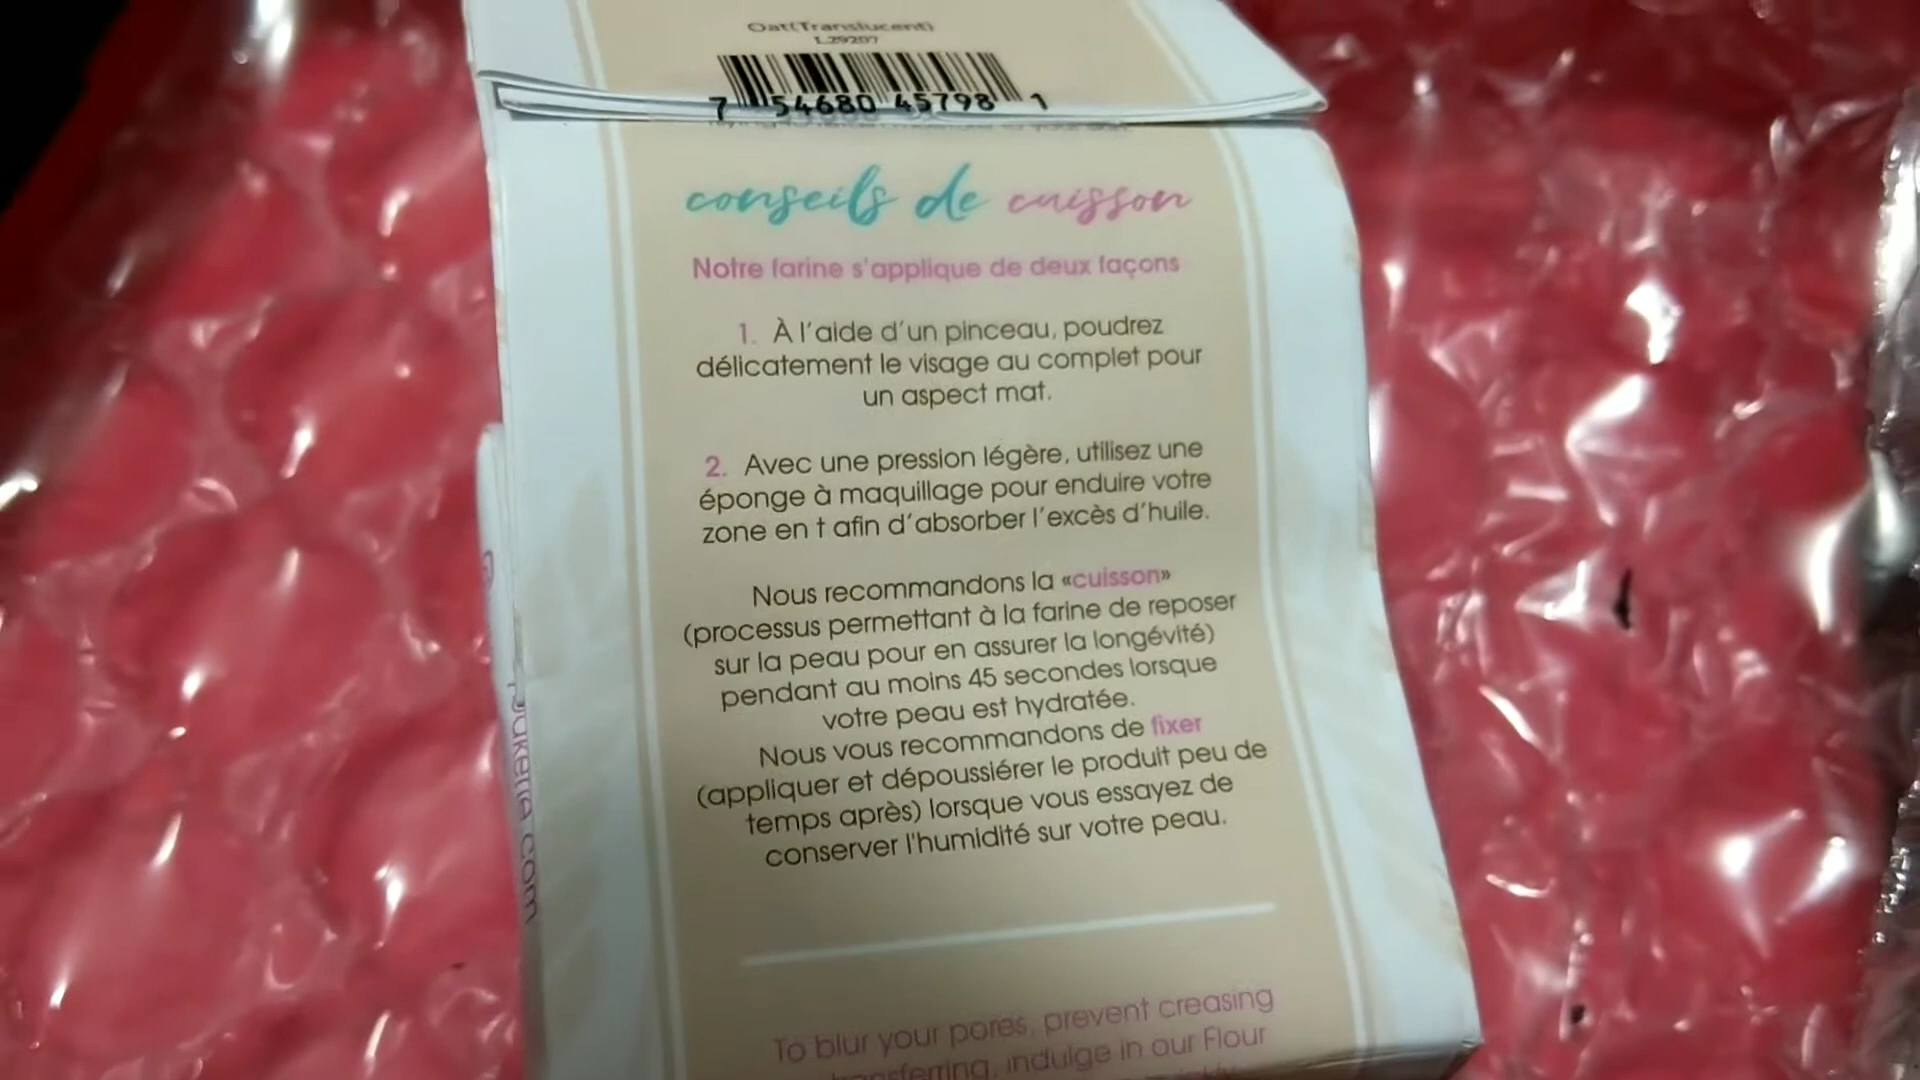 Oat(Translucent)
L29207
7 54680 45798 1
conseils de cuisson
Notre farine s'applique de deux façons
1. À l'aide d'un pinceau, poudrez
délicatement le visage au complet pour
un aspect mat.
2. Avec une pression légère, utilisez une
éponge à maquillage pour enduire votre
zone en t afin d'absorber l'excès d'huile.
Nous recommandons la «cuisson»
(processus permettant à la farine de reposer
sur la peau pour en assurer la longévité)
pendant au moins 45 secondes lorsque
votre peau est hydratée.
Nous vous recommandons de fixer
(appliquer et dépoussiérer le produit peu de
temps après) lorsque vous essayez de
conserver l'humidité sur votre peau.
To blur your pores, prevent creasing
indulge in our Flour